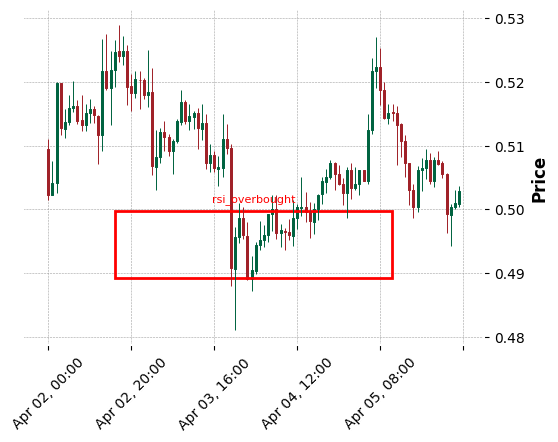 0.53
0.52
0.51
0.50
0.49
0.48
Price
rsi_overbought
Apr 02, 00:00
Apr 02, 20:00
Apr 03, 16:00
Apr 04, 12:00
Apr 05, 08:00